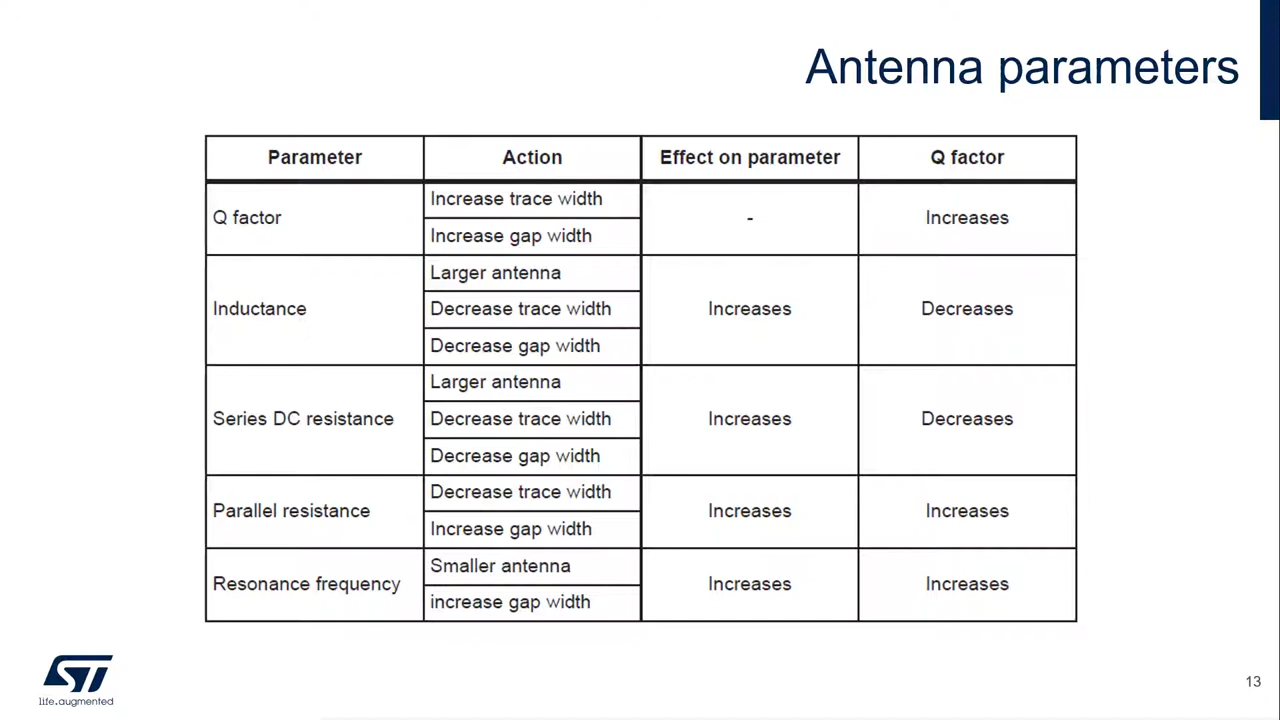 Antenna parameters
Parameter Action Effect on parameter Q factor
Q factor Increase trace width - Increases
Increase gap width
Inductance Larger antenna Increases Decreases
Decrease trace width
Decrease gap width
Series DC resistance Larger antenna Increases Decreases
Decrease trace width
Decrease gap width
Parallel resistance Decrease trace width Increases Increases
Increase gap width
Resonance frequency Smaller antenna Increases Increases
increase gap width
ST
life.augmented
13